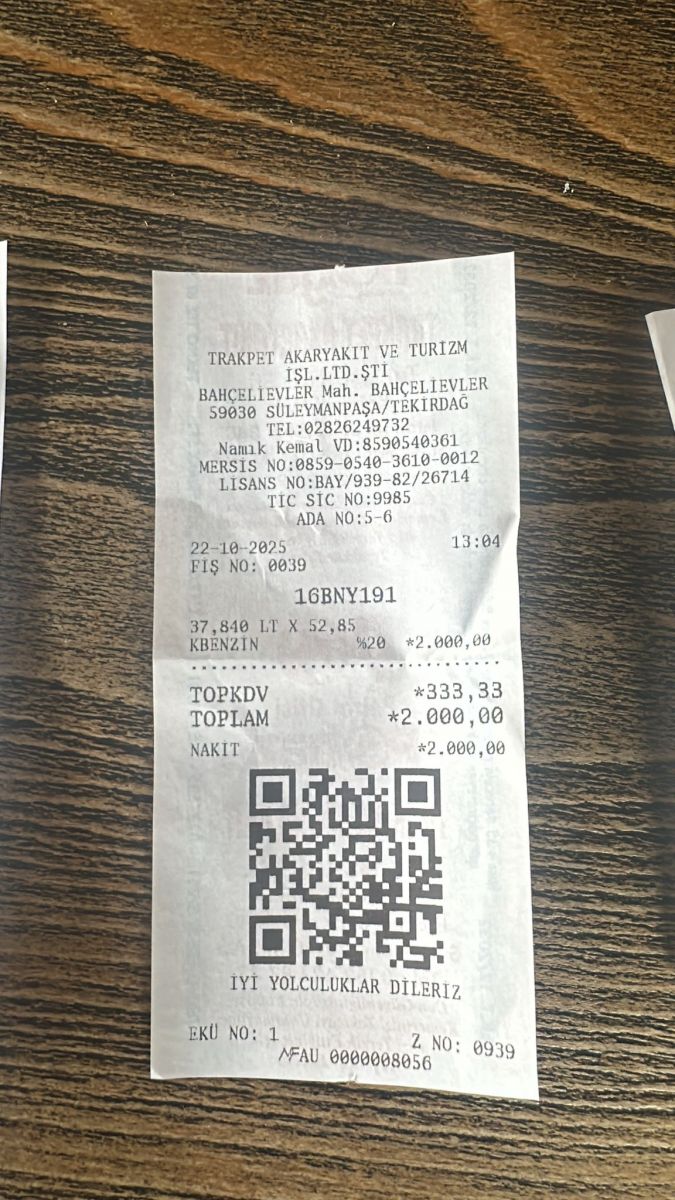 TRAKPET AKARYAKIT VE TURİZM
İŞL.LTD.ŞTİ
BAHÇELİEVLER Mah. BAHÇELİEVLER
59030 SÜLEYMANPAŞA/TEKİRDAĞ
TEL:02826249732
Namık Kemal VD:8590540361
MERSİS NO:0859-0540-3610-0012
LİSANS NO:BAY/939-82/26714
TİC SİC NO:9985
ADA NO:5-6
22-10-2025 13:04
FİŞ NO: 0039
16BNY191
37,840 LT X 52,85
KBENZİN %20 *2.000,00
TOPKDV *333,33
TOPLAM *2.000,00
NAKİT *2.000,00
İYİ YOLCULUKLAR DİLERİZ
EKÜ NO: 1 Z NO: 0939
MFAU 0000008056